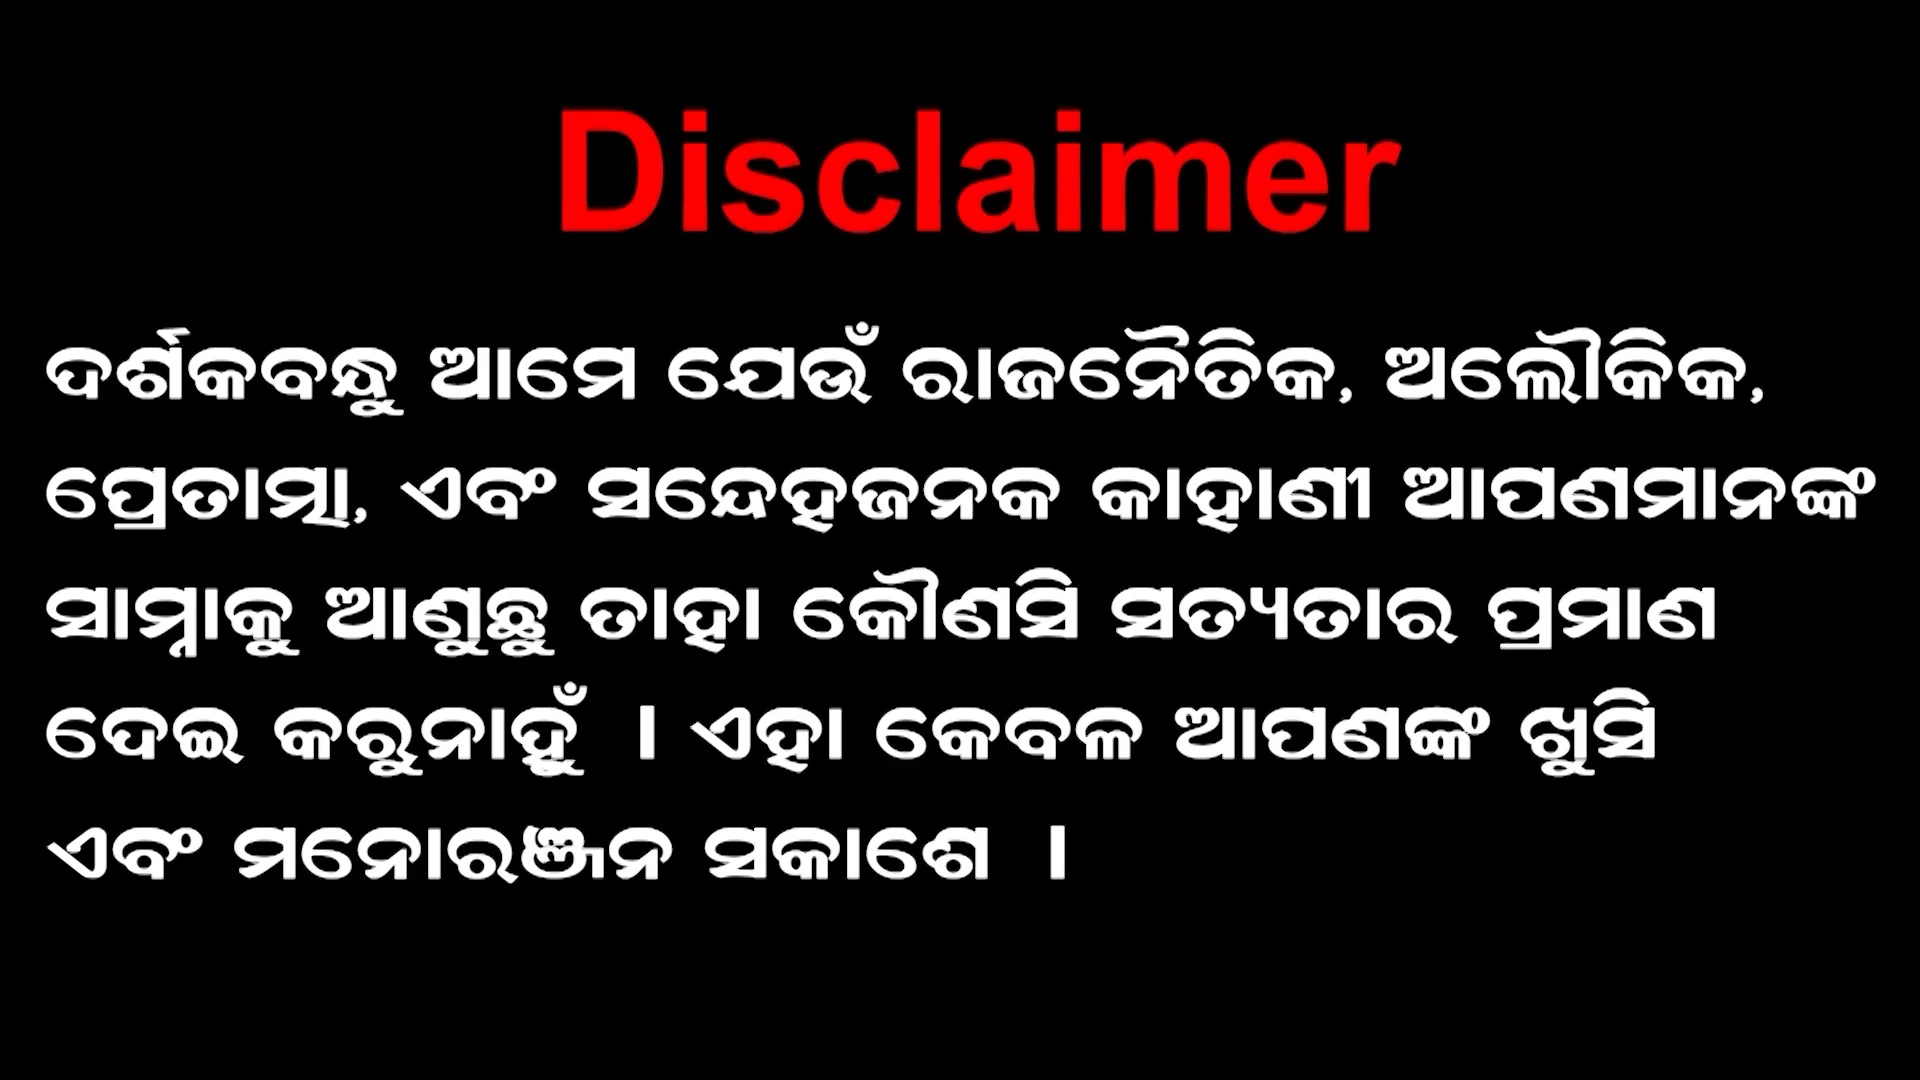 Disclaimer
ଦର୍ଶକବନ୍ଧୁ ଆମେ ଯେଉଁ ରାଜନୈତିକ, ଅଲୌକିକ,
ପ୍ରେତାତ୍ମା, ଏବଂ ସନ୍ଦେହଜନକ କାହାଣୀ ଆପଣମାନଙ୍କ
ସାମ୍ନାକୁ ଆଣୁଛୁ ତାହା କୌଣସି ସତ୍ୟତାର ପ୍ରମାଣ
ଦେଇ କରୁନାହୁଁ । ଏହା କେବଳ ଆପଣଙ୍କ ଖୁସି
ଏବଂ ମନୋରଞ୍ଜନ ସକାଶେ ।